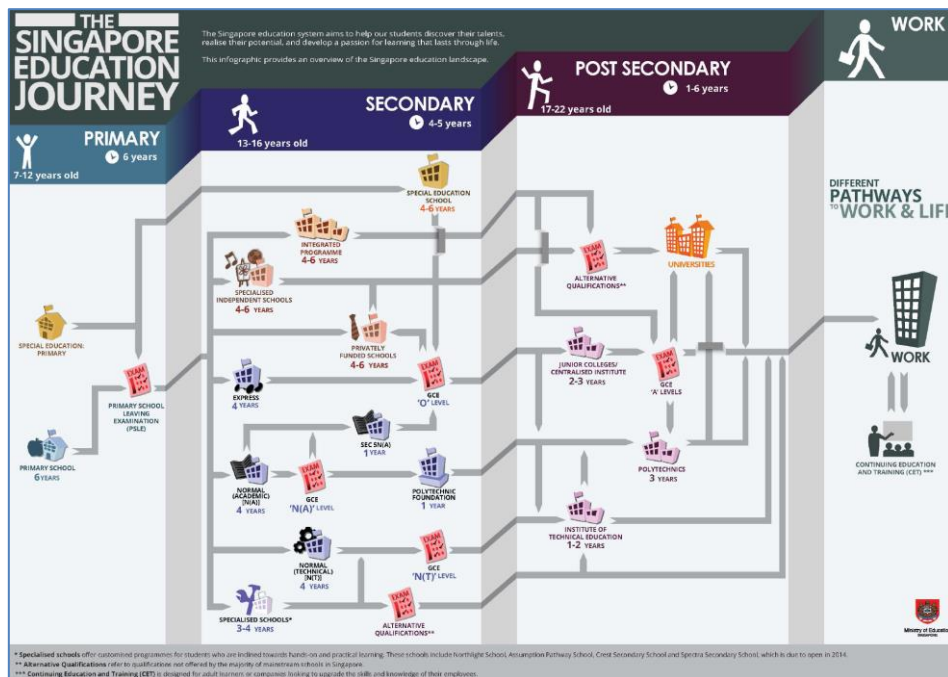 THE
SINGAPORE
EDUCATION
JOURNEY
The Singapore education system aims to help our students discover their talents,
realise their potential, and develop a passion for learning that lasts through life.
This infographic provides an overview of the Singapore education landscape.
PRIMARY
6 years
7-12 years old
SECONDARY
4-5 years
13-16 years old
POST SECONDARY
1-6 years
17-22 years old
WORK
SPECIAL EDUCATION:
PRIMARY
EXAM
PRIMARY SCHOOL
LEAVING
EXAMINATION
(PSLE)
PRIMARY SCHOOL
6 YEARS
SPECIAL EDUCATION
SCHOOL
4-6 YEARS
INTEGRATED
PROGRAMME
4-6 YEARS
SPECIALISED
INDEPENDENT SCHOOLS
4-6 YEARS
PRIVATELY
FUNDED SCHOOLS
4-6 YEARS
EXPRESS
4 YEARS
EXAM
GCE
'O' LEVEL
SEC 5N(A)
1 YEAR
NORMAL
(ACADEMIC)
[N(A)]
4 YEARS
EXAM
GCE
'N(A)' LEVEL
POLYTECHNIC
FOUNDATION
1 YEAR
NORMAL
(TECHNICAL)
[N(T)]
4 YEARS
EXAM
GCE
'N(T)' LEVEL
SPECIALISED SCHOOLS*
3-4 YEARS
EXAM
ALTERNATIVE
QUALIFICATIONS**
EXAM
ALTERNATIVE
QUALIFICATIONS**
UNIVERSITIES
JUNIOR COLLEGES/
CENTRALISED INSTITUTE
2-3 YEARS
EXAM
GCE
'A' LEVELS
POLYTECHNICS
3 YEARS
INSTITUTE OF
TECHNICAL EDUCATION
1-2 YEARS
DIFFERENT
PATHWAYS
TO WORK & LIFE
WORK
CONTINUING EDUCATION
AND TRAINING (CET) ***
Ministry of Education
SINGAPORE
* Specialised schools offer customised programmes for students who are inclined towards hands-on and practical learning. These schools include Northlight School, Assumption Pathway School, Crest Secondary School and Spectra Secondary School, which is due to open in 2014.
** Alternative Qualifications refer to qualifications not offered by the majority of mainstream schools in Singapore.
*** Continuing Education and Training (CET) is designed for adult learners or companies looking to upgrade the skills and knowledge of their employees.